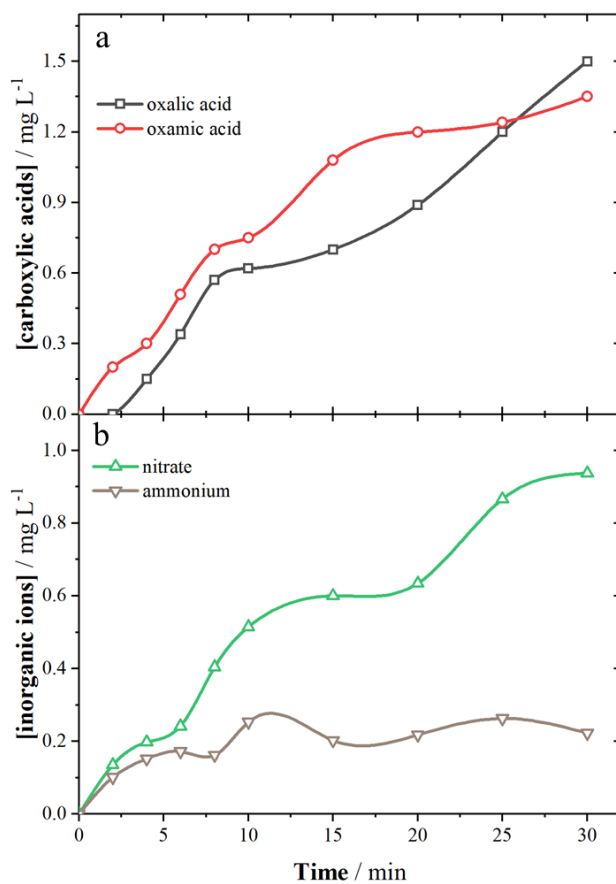 a
1.5
1.2
0.9
0.6
0.3
0.0
[carboxylic acids] / mg L⁻¹
oxalic acid
oxamic acid
b
1.0
0.8
0.6
0.4
0.2
0.0
[inorganic ions] / mg L⁻¹
nitrate
ammonium
0 5 10 15 20 25 30
Time / min